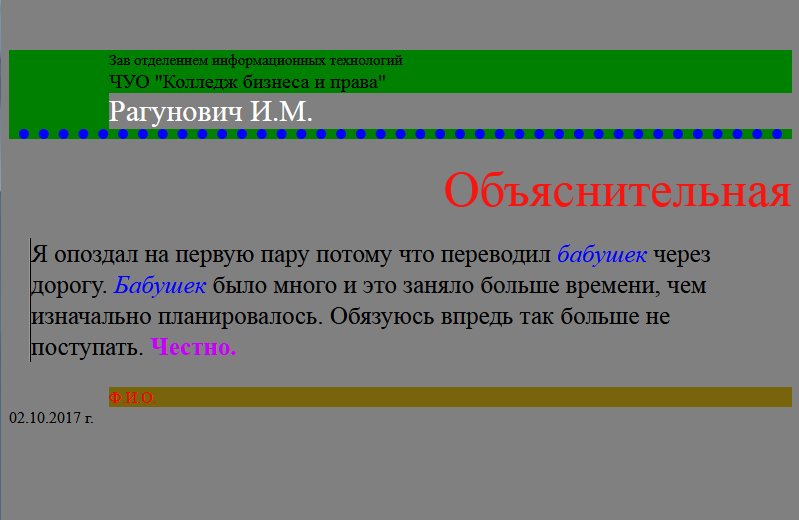 Зав отделением информационных технологий
ЧУО "Колледж бизнеса и права"
Рагунович И.М.
Объяснительная
Я опоздал на первую пару потому что переводил бабушек через
дорогу. Бабушек было много и это заняло больше времени, чем
изначально планировалось. Обязуюсь впредь так больше не
поступать. Честно.
Ф.И.О.
02.10.2017 г.